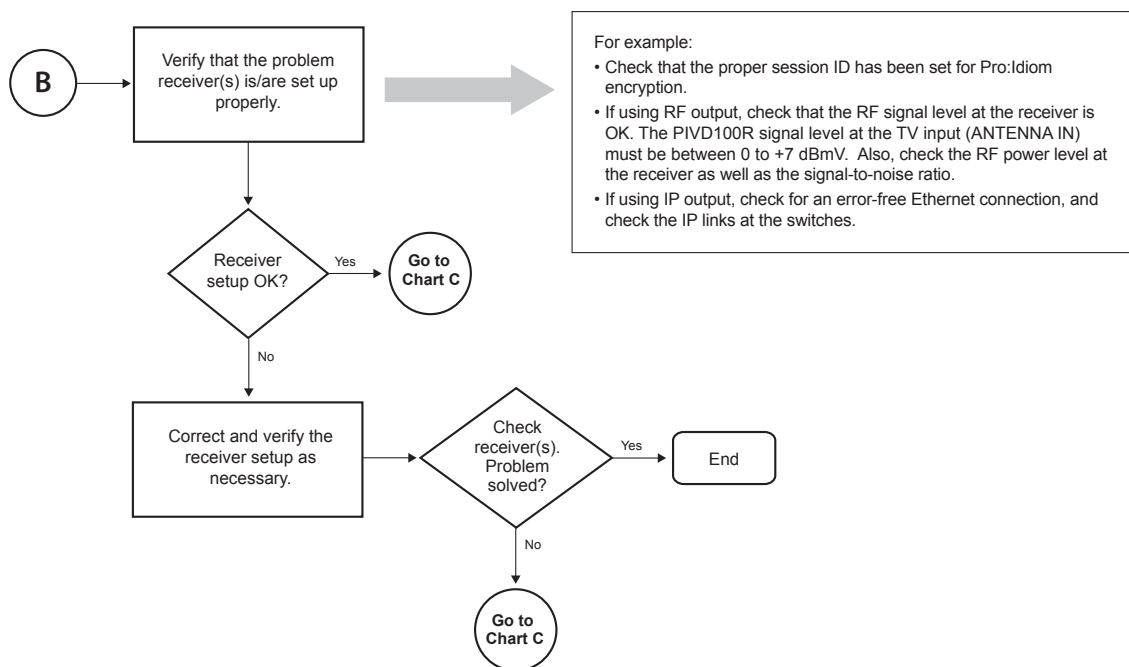 B
Verify that the problem
receiver(s) is/are set up
properly.
For example:
• Check that the proper session ID has been set for Pro:Idiom
encryption.
• If using RF output, check that the RF signal level at the receiver is
OK. The PIVD100R signal level at the TV input (ANTENNA IN)
must be between 0 to +7 dBmV.  Also, check the RF power level at
the receiver as well as the signal-to-noise ratio.
• If using IP output, check for an error-free Ethernet connection, and
check the IP links at the switches.
Receiver
setup OK?
Yes
Go to
Chart C
No
Correct and verify the
receiver setup as
necessary.
Check
receiver(s).
Problem
solved?
Yes
End
No
Go to
Chart C